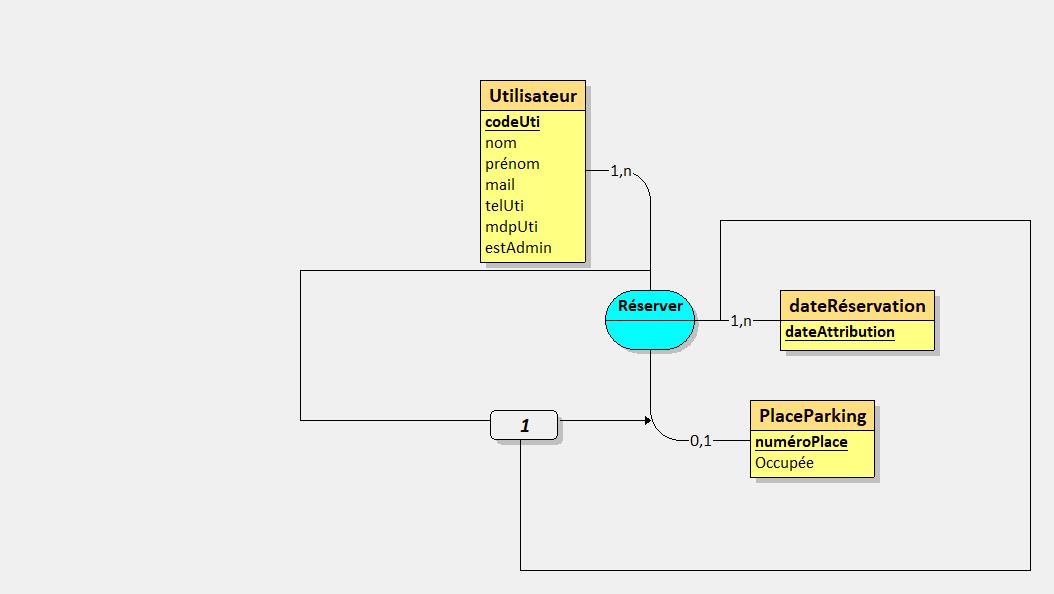 Utilisateur
codeUti
nom
prénom
mail
telUti
mdpUti
estAdmin
1,n
Réserver
1,n
dateRéservation
dateAttribution
1
0,1
PlaceParking
numéroPlace
Occupée